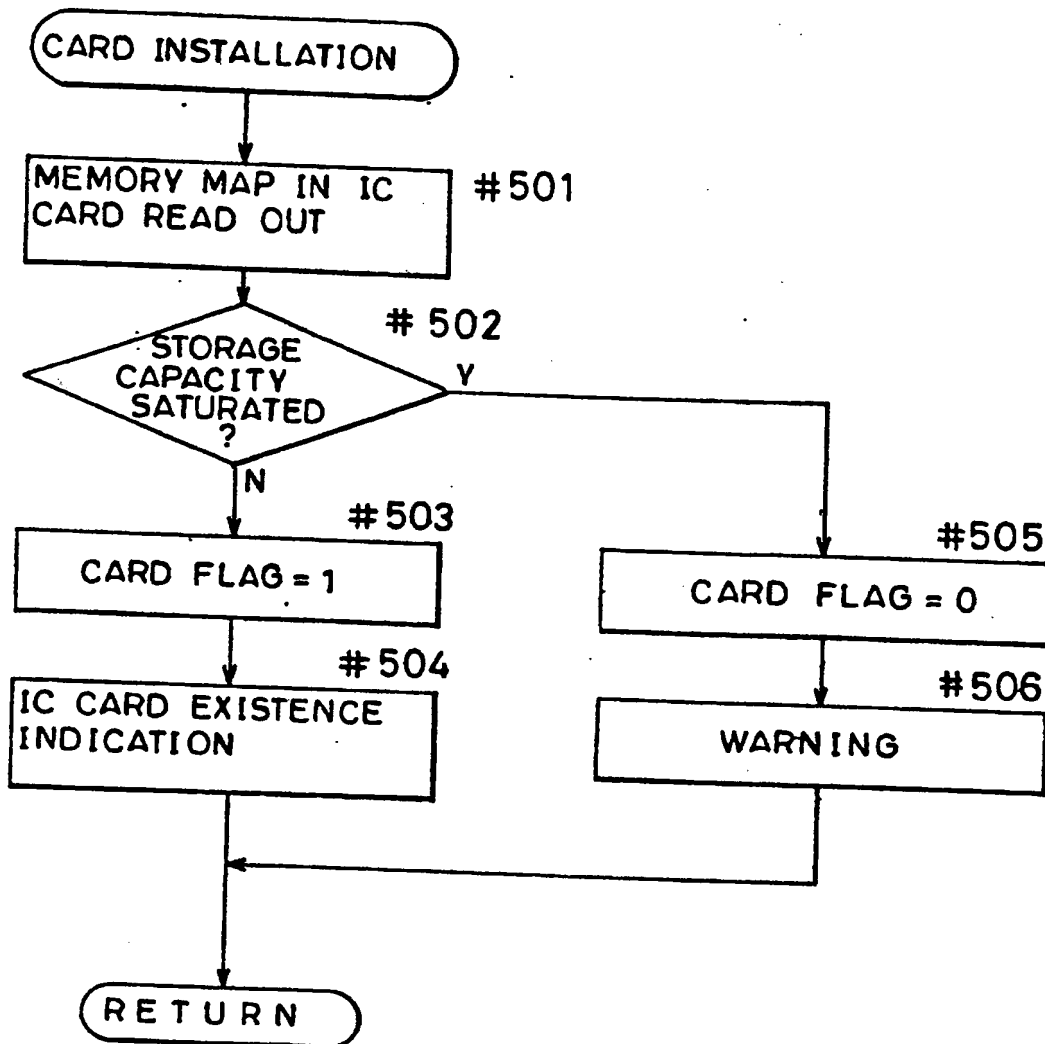 CARD INSTALLATION
MEMORY MAP IN IC
CARD READ OUT
#501
#502
STORAGE
CAPACITY
SATURATED
?
Y
N
#503
CARD FLAG = 1
#505
CARD FLAG = 0
#504
IC CARD EXISTENCE
INDICATION
#506
WARNING
RETURN